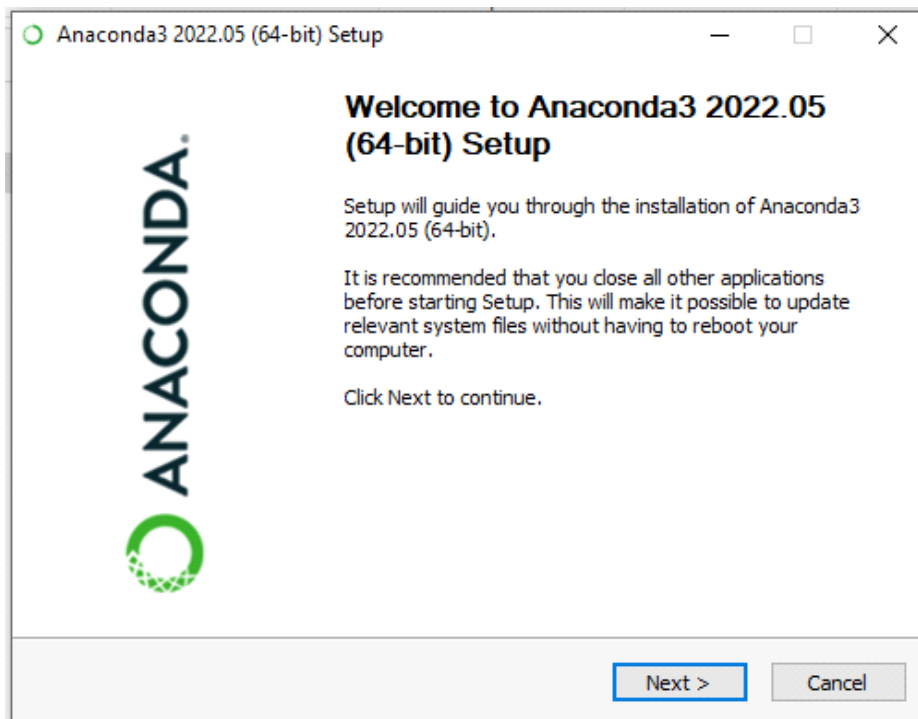 Anaconda3 2022.05 (64-bit) Setup
Welcome to Anaconda3 2022.05
(64-bit) Setup
ANACONDA.
Setup will guide you through the installation of Anaconda3
2022.05 (64-bit).
It is recommended that you close all other applications
before starting Setup. This will make it possible to update
relevant system files without having to reboot your
computer.
Click Next to continue.
Next >
Cancel